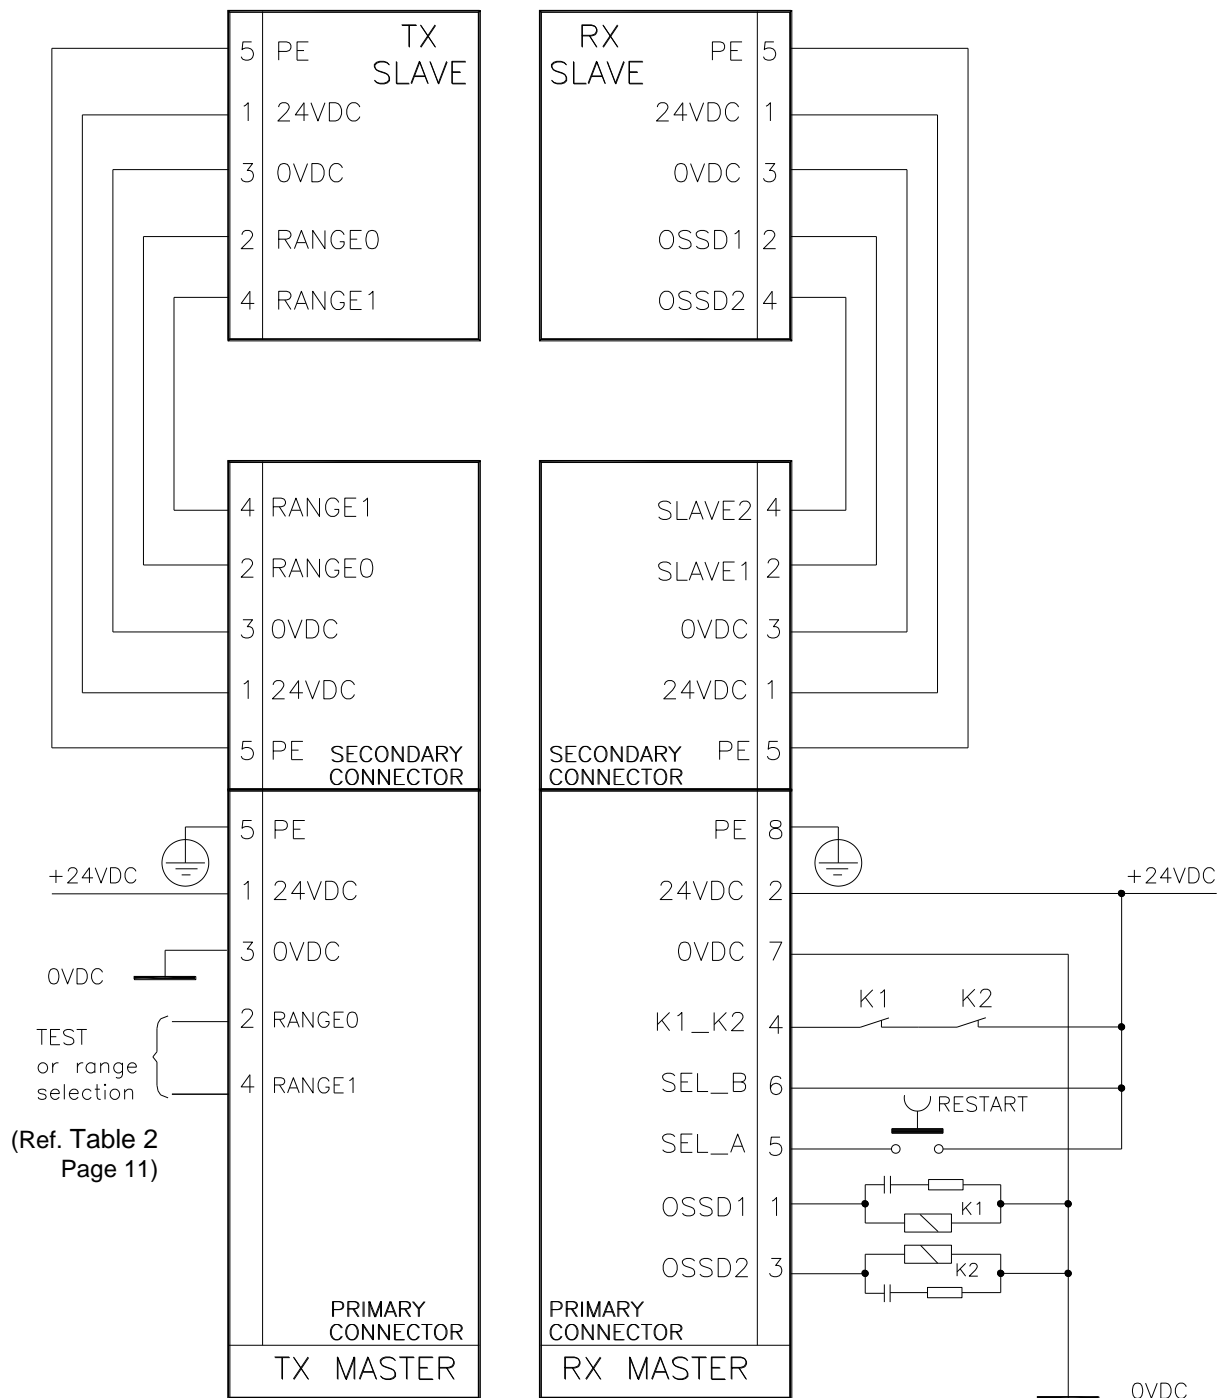 TX
SLAVE
5 PE
1 24VDC
3 0VDC
2 RANGE0
4 RANGE1
RX
SLAVE
PE 5
24VDC 1
0VDC 3
OSSD1 2
OSSD2 4
4 RANGE1
2 RANGE0
3 0VDC
1 24VDC
5 PE
SECONDARY
CONNECTOR
SLAVE2 4
SLAVE1 2
0VDC 3
24VDC 1
PE 5
SECONDARY
CONNECTOR
5 PE
+24VDC
1 24VDC
3 0VDC
0VDC
2 RANGE0
4 RANGE1
TEST
or range
selection
(Ref. Table 2
Page 11)
PRIMARY
CONNECTOR
TX MASTER
PE 8
24VDC 2
+24VDC
0VDC 7
K1_K2 4
K1
K2
SEL_B 6
RESTART
SEL_A 5
OSSD1 1
K1
OSSD2 3
K2
PRIMARY
CONNECTOR
RX MASTER
0VDC